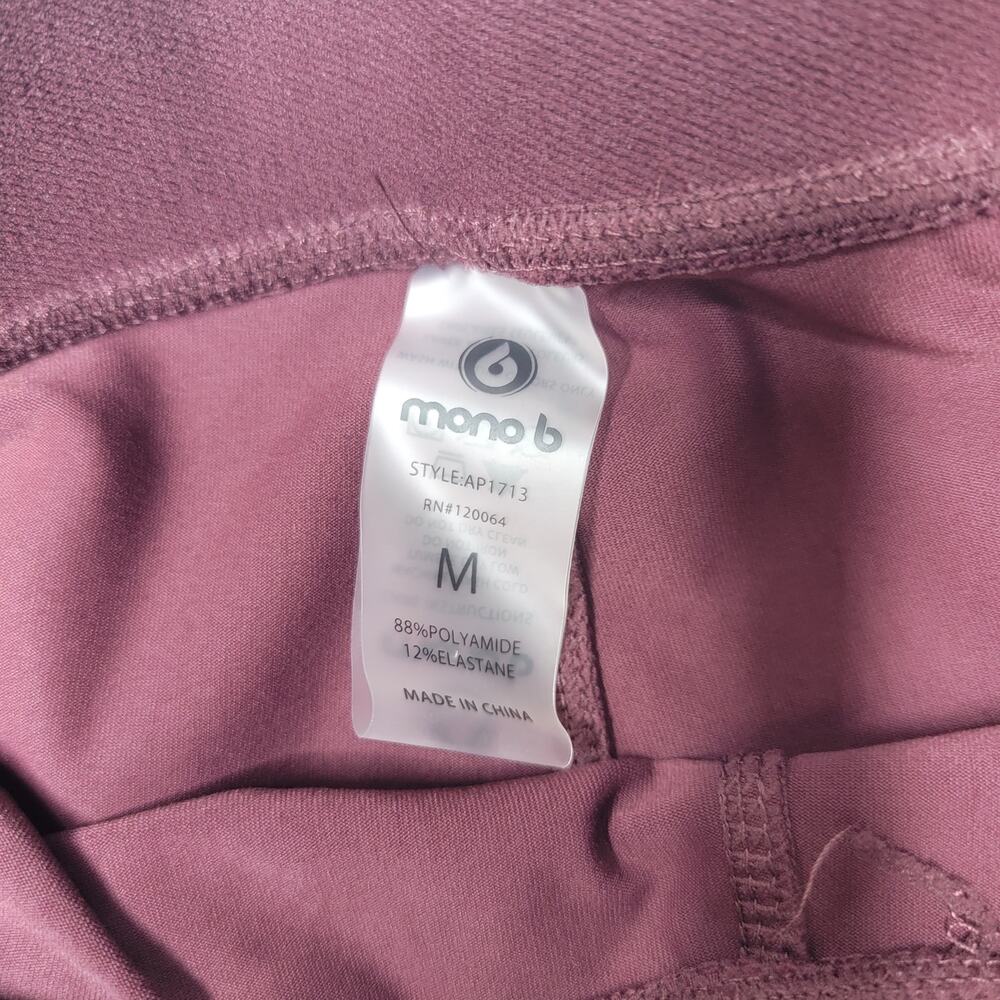 mono b
STYLE:AP1713
RN#120064
M
88%POLYAMIDE
12%ELASTANE
MADE IN CHINA